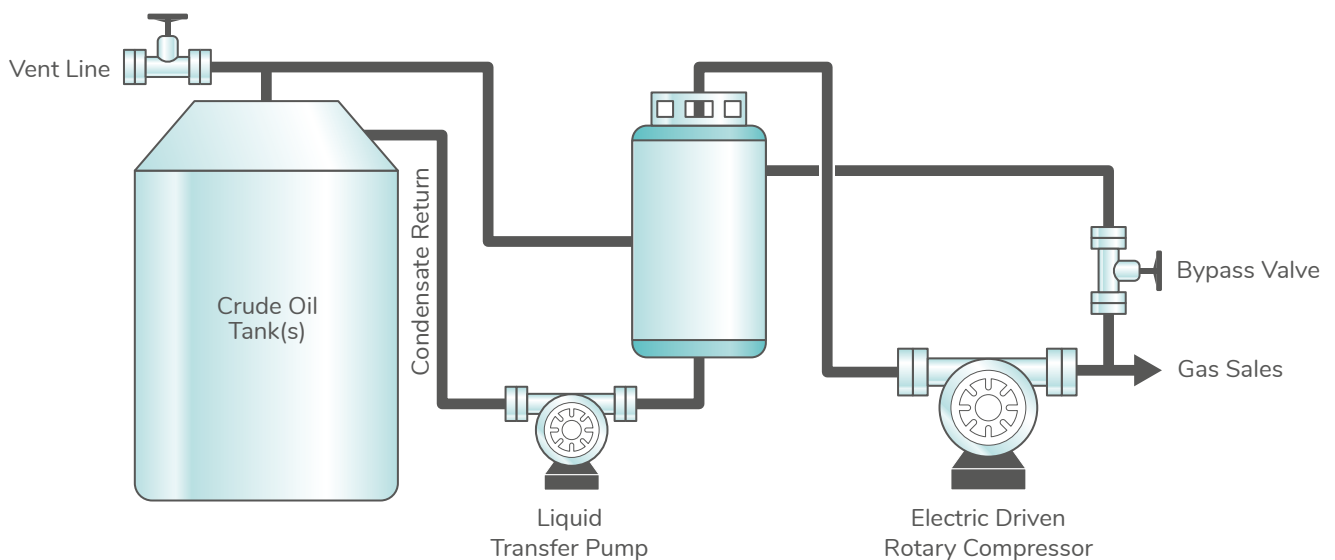 Vent Line
Crude Oil
Tank(s)
Condensate Return
Bypass Valve
Gas Sales
Liquid
Transfer Pump
Electric Driven
Rotary Compressor